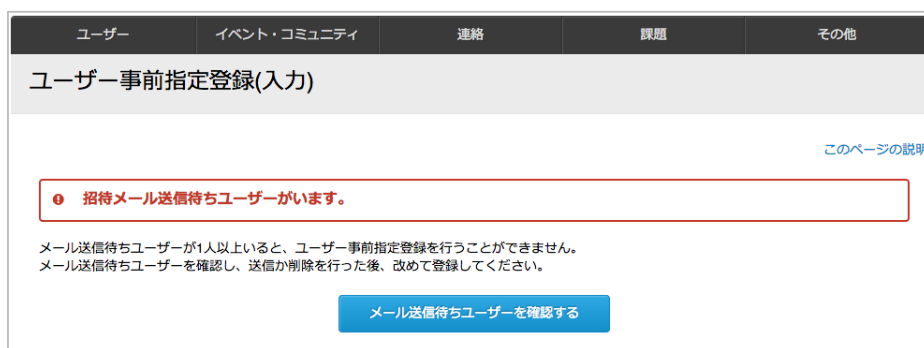 ユーザー イベント・コミュニティ 連絡 課題 その他
ユーザー事前指定登録(入力)
このページの説明
招待メール送信待ちユーザーがいます。
メール送信待ちユーザーが1人以上いると、ユーザー事前指定登録を行うことができません。
メール送信待ちユーザーを確認し、送信か削除を行った後、改めて登録してください。
メール送信待ちユーザーを確認する